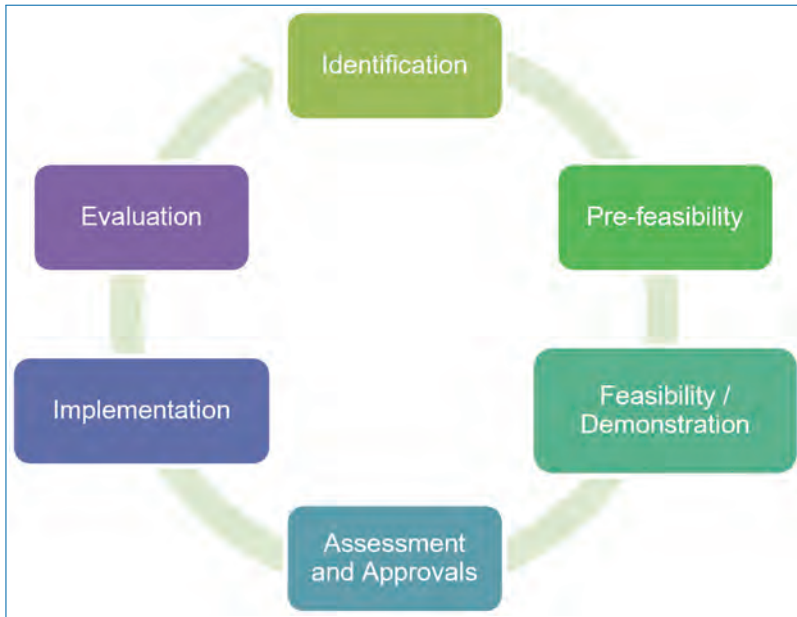 Identification
Pre-feasibility
Feasibility /
Demonstration
Assessment
and Approvals
Implementation
Evaluation